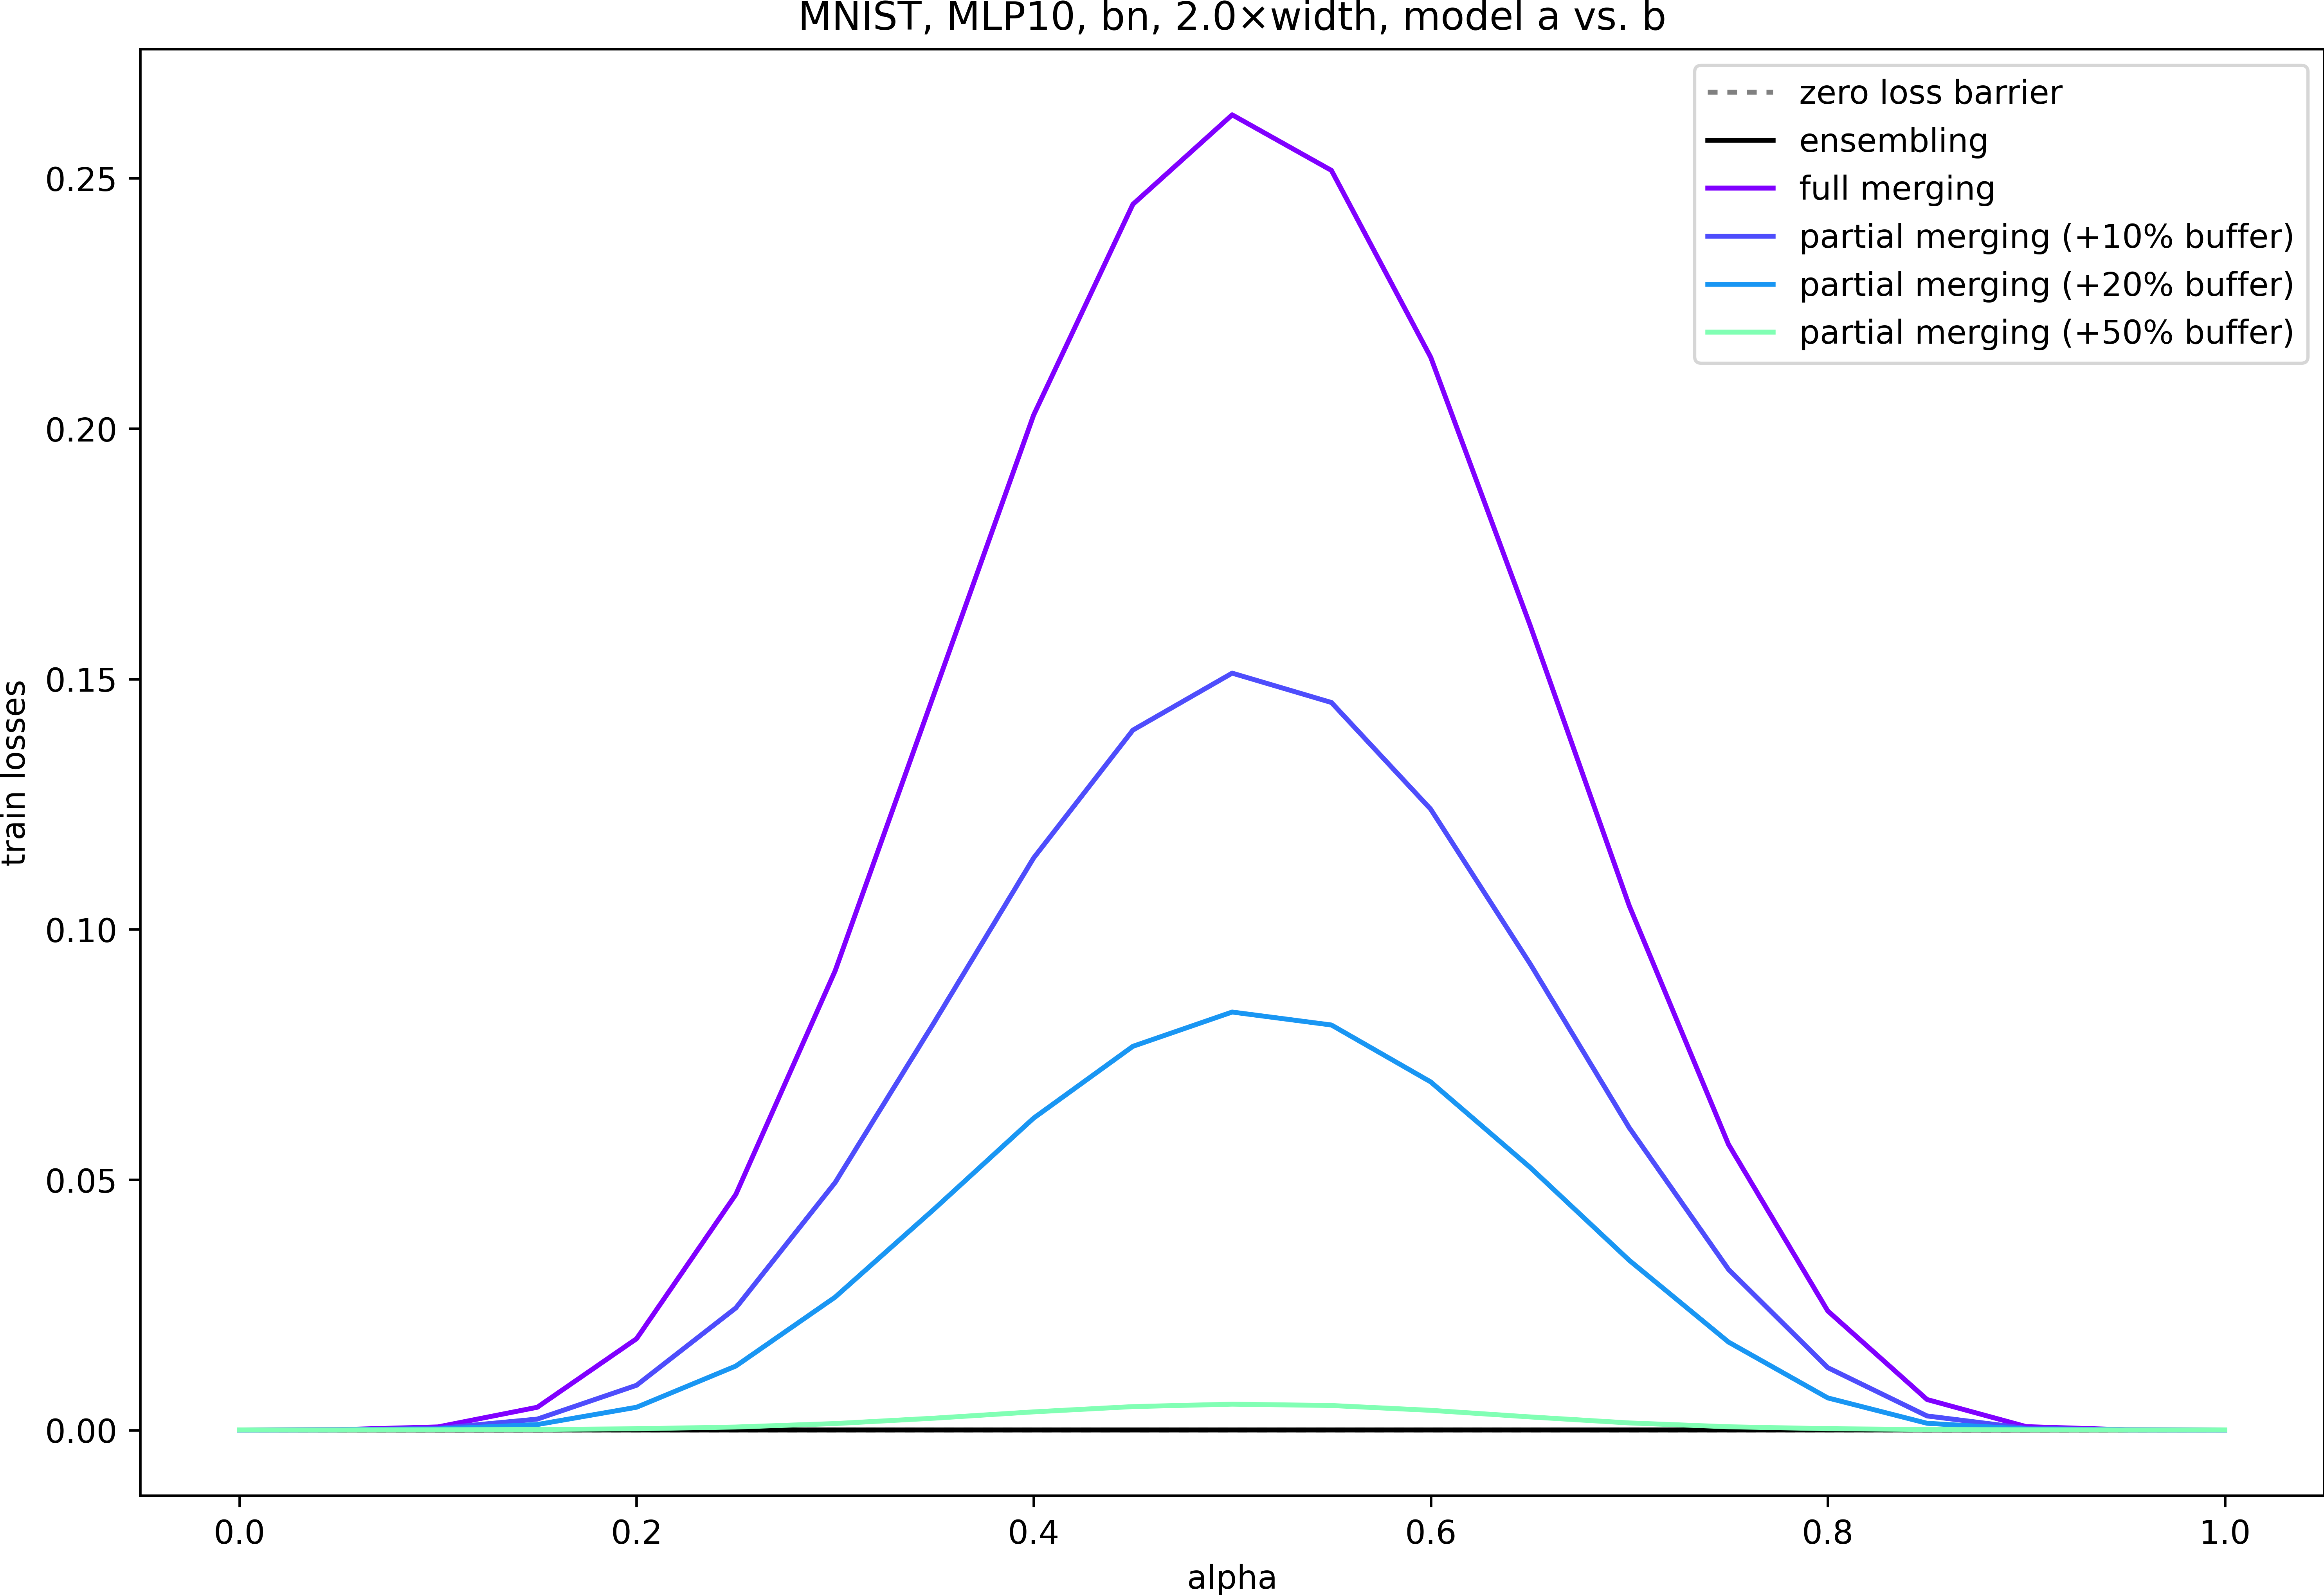 MNIST, MLP10, bn, 2.0×width, model a vs. b
zero loss barrier
ensembling
full merging
partial merging (+10% buffer)
partial merging (+20% buffer)
partial merging (+50% buffer)
train losses
0.25
0.20
0.15
0.10
0.05
0.00
0.0 0.2 0.4 0.6 0.8 1.0
alpha